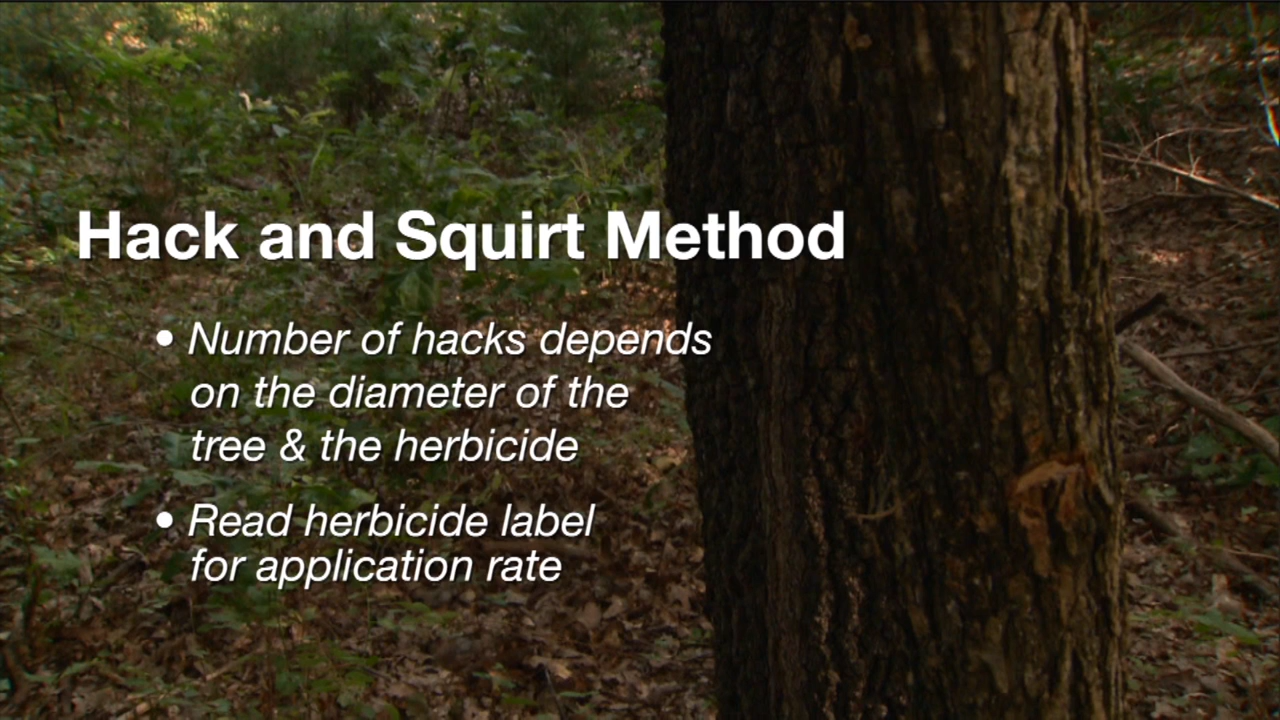 Hack and Squirt Method
• Number of hacks depends
on the diameter of the
tree & the herbicide
• Read herbicide label
for application rate